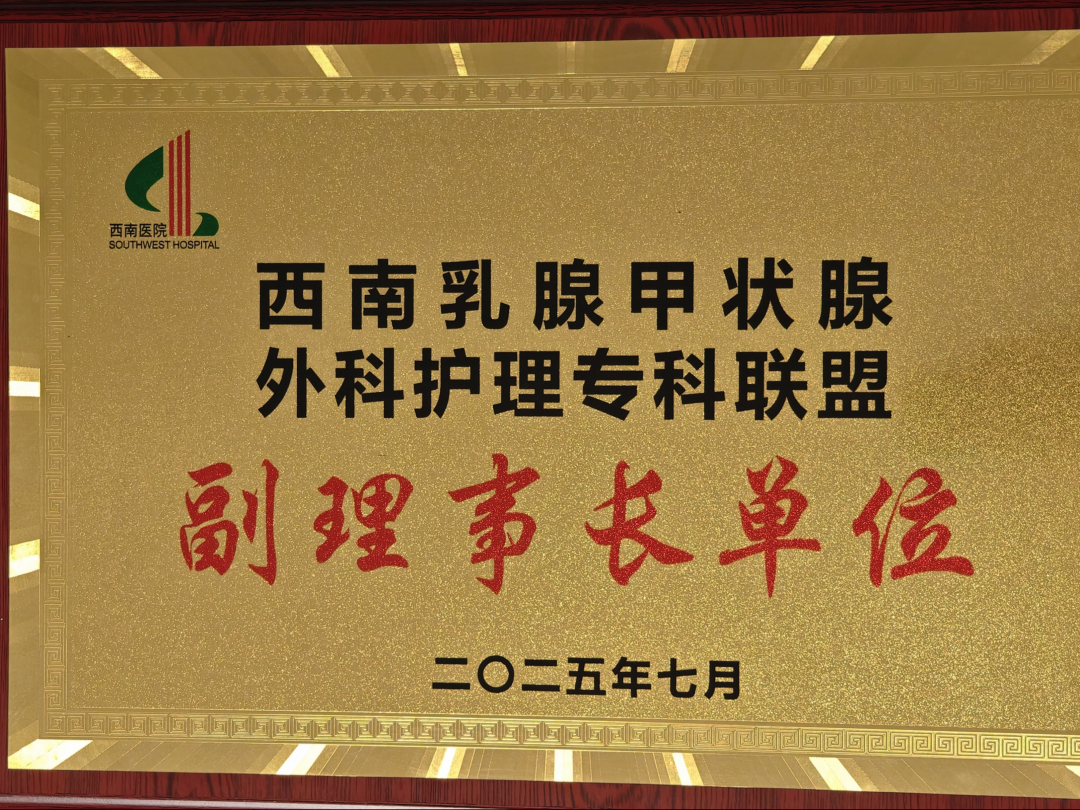 西南医院
SOUTHWEST HOSPITAL
西南乳腺甲状腺
外科护理专科联盟
副理事长单位
二〇二五年七月